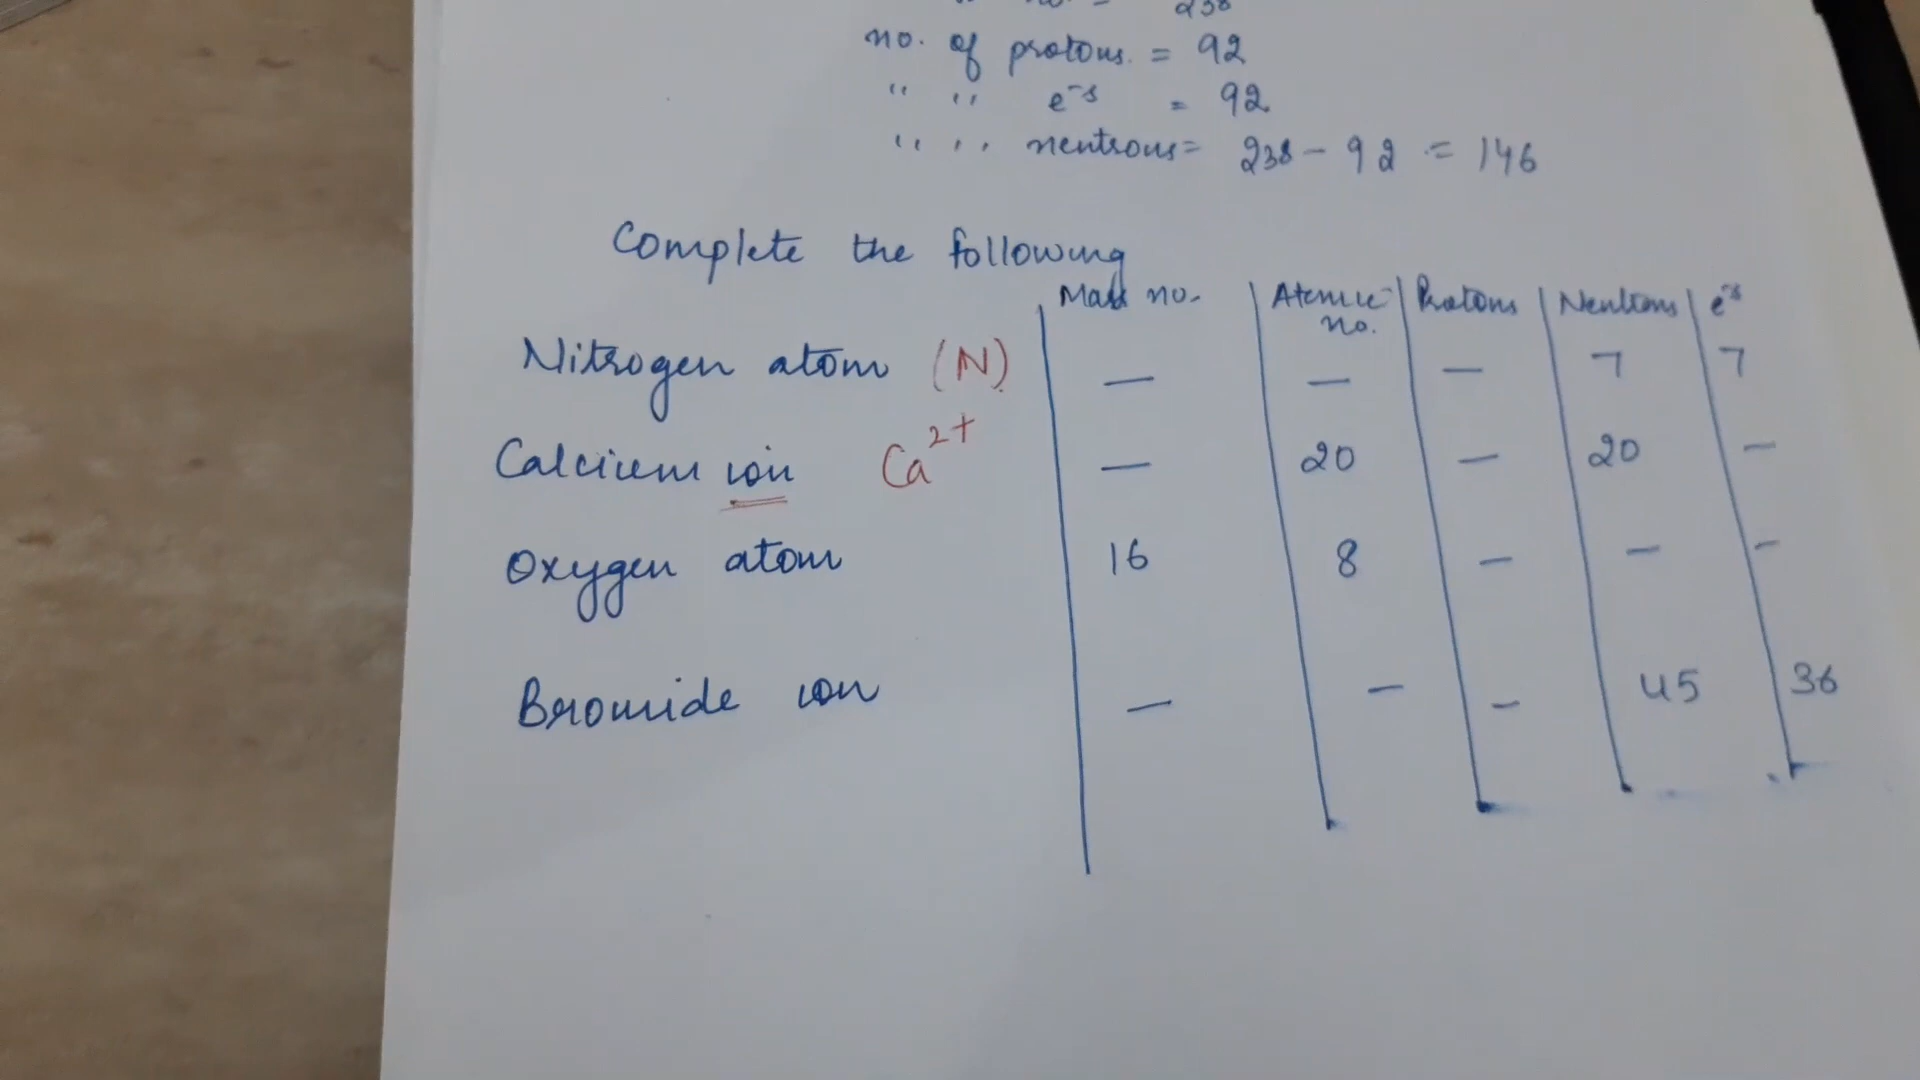 238
no. of protons. = 92
" " e⁻s = 92
" " neutrons = 238 - 92 = 146
Complete the following
Mass no. Atomic no. Protons Neutrons e⁻s
Nitrogen atom (N) — — — 7 7
Calcium ion Ca²⁺ — 20 — 20 —
Oxygen atom 16 8 — — —
Bromide ion — — — 45 36